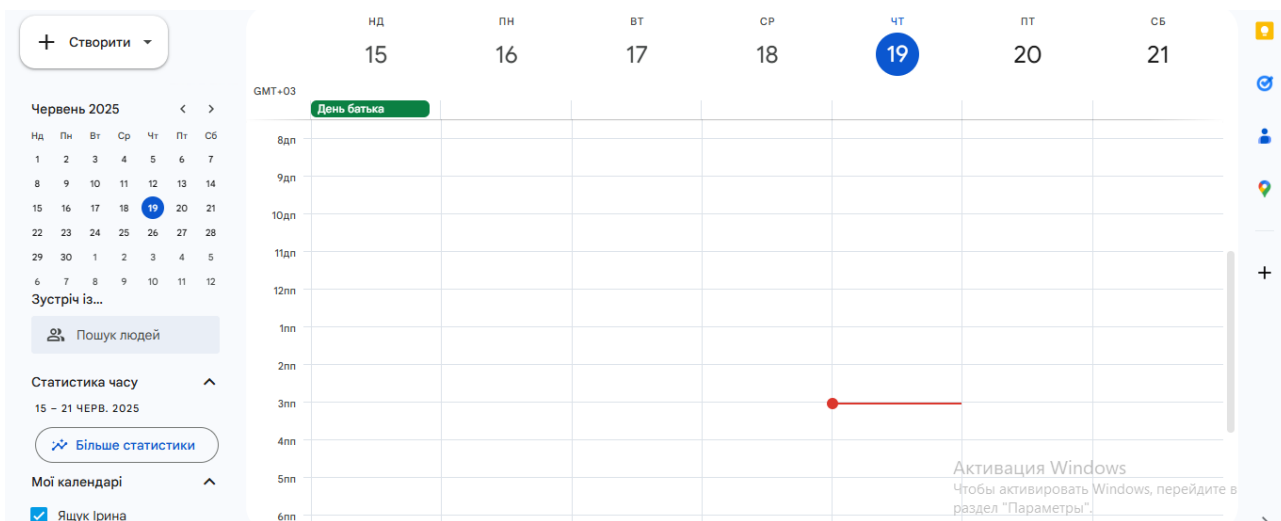 Створити
Червень 2025
Нд Пн Вт Ср Чт Пт Сб
1 2 3 4 5 6 7
8 9 10 11 12 13 14
15 16 17 18 19 20 21
22 23 24 25 26 27 28
29 30 1 2 3 4 5
6 7 8 9 10 11 12
Зустріч із...
Пошук людей
Статистика часу
15 – 21 ЧЕРВ. 2025
Більше статистики
Мої календарі
Ящук Ірина
НД ПН ВТ СР ЧТ ПТ СБ
15 16 17 18 19 20 21
GMT+03
День батька
8дп
9дп
10дп
11дп
12пп
1пп
2пп
3пп
4пп
5пп
6пп
Активация Windows
Чтобы активировать Windows, перейдите в
раздел "Параметры".